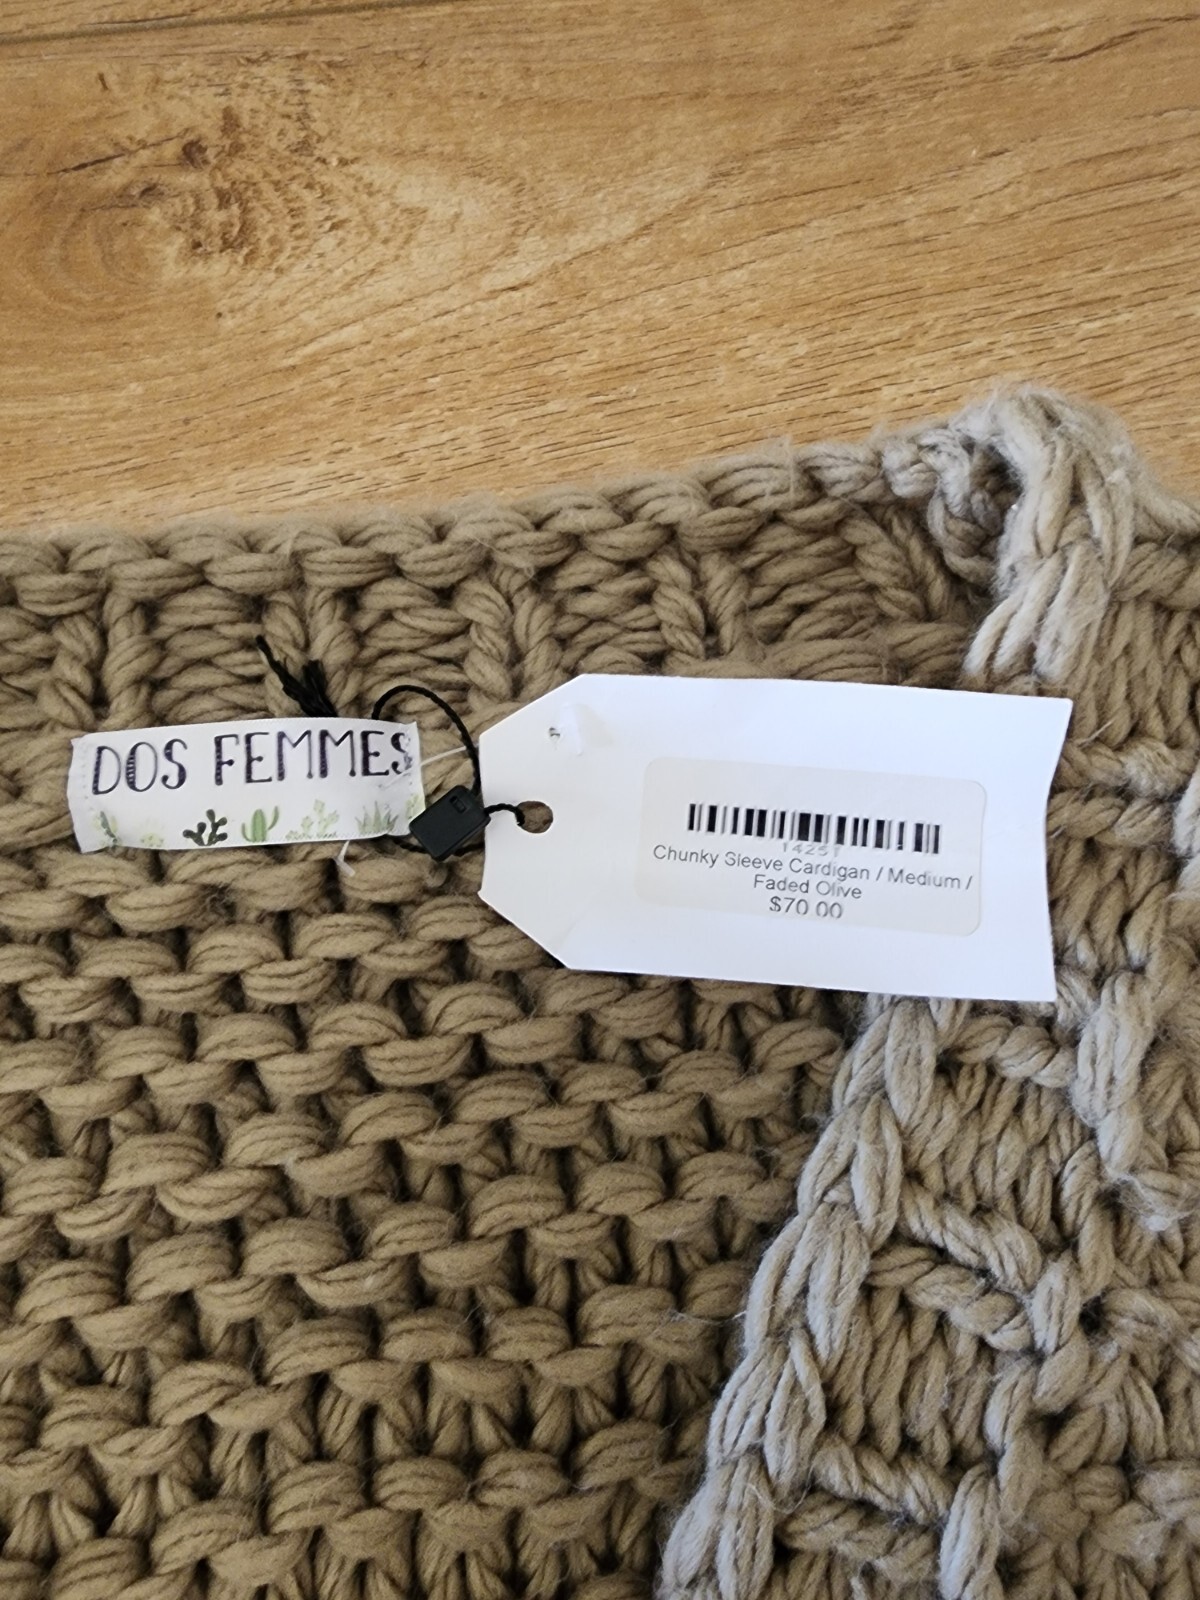 DOS FEMMES
14251
Chunky Sleeve Cardigan / Medium /
Faded Olive
$70.00